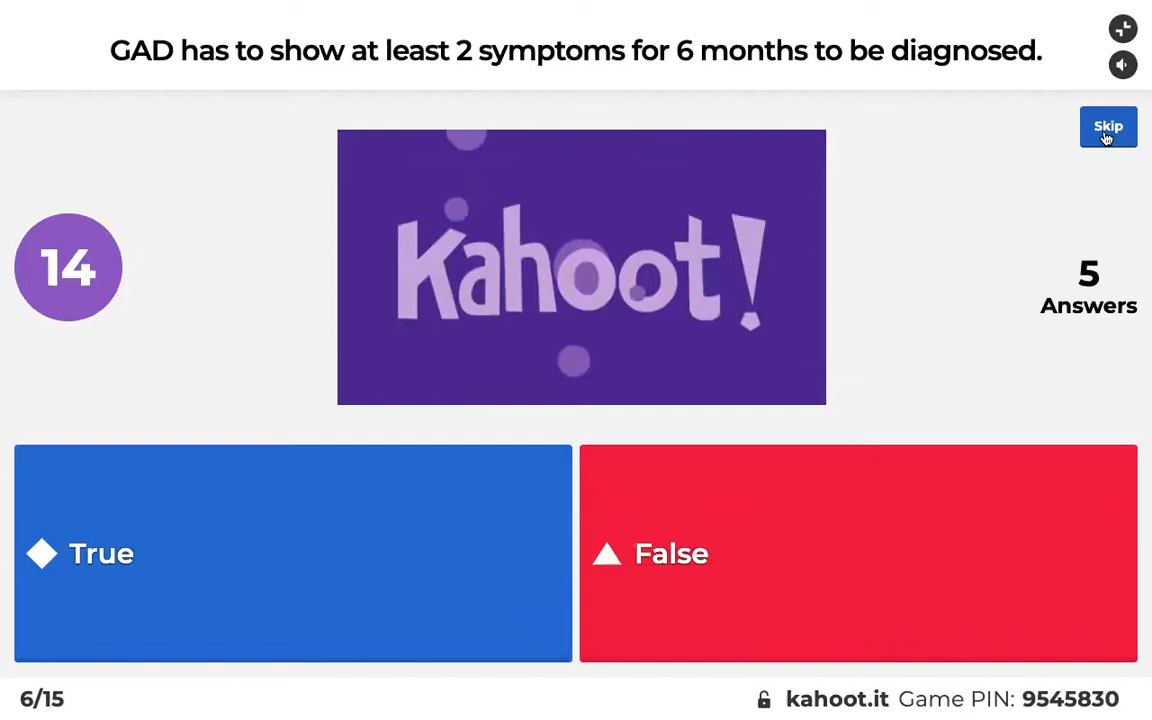 GAD has to show at least 2 symptoms for 6 months to be diagnosed.
Skip
Kahoot!
14
5
Answers
True
False
6/15
kahoot.it Game PIN: 9545830